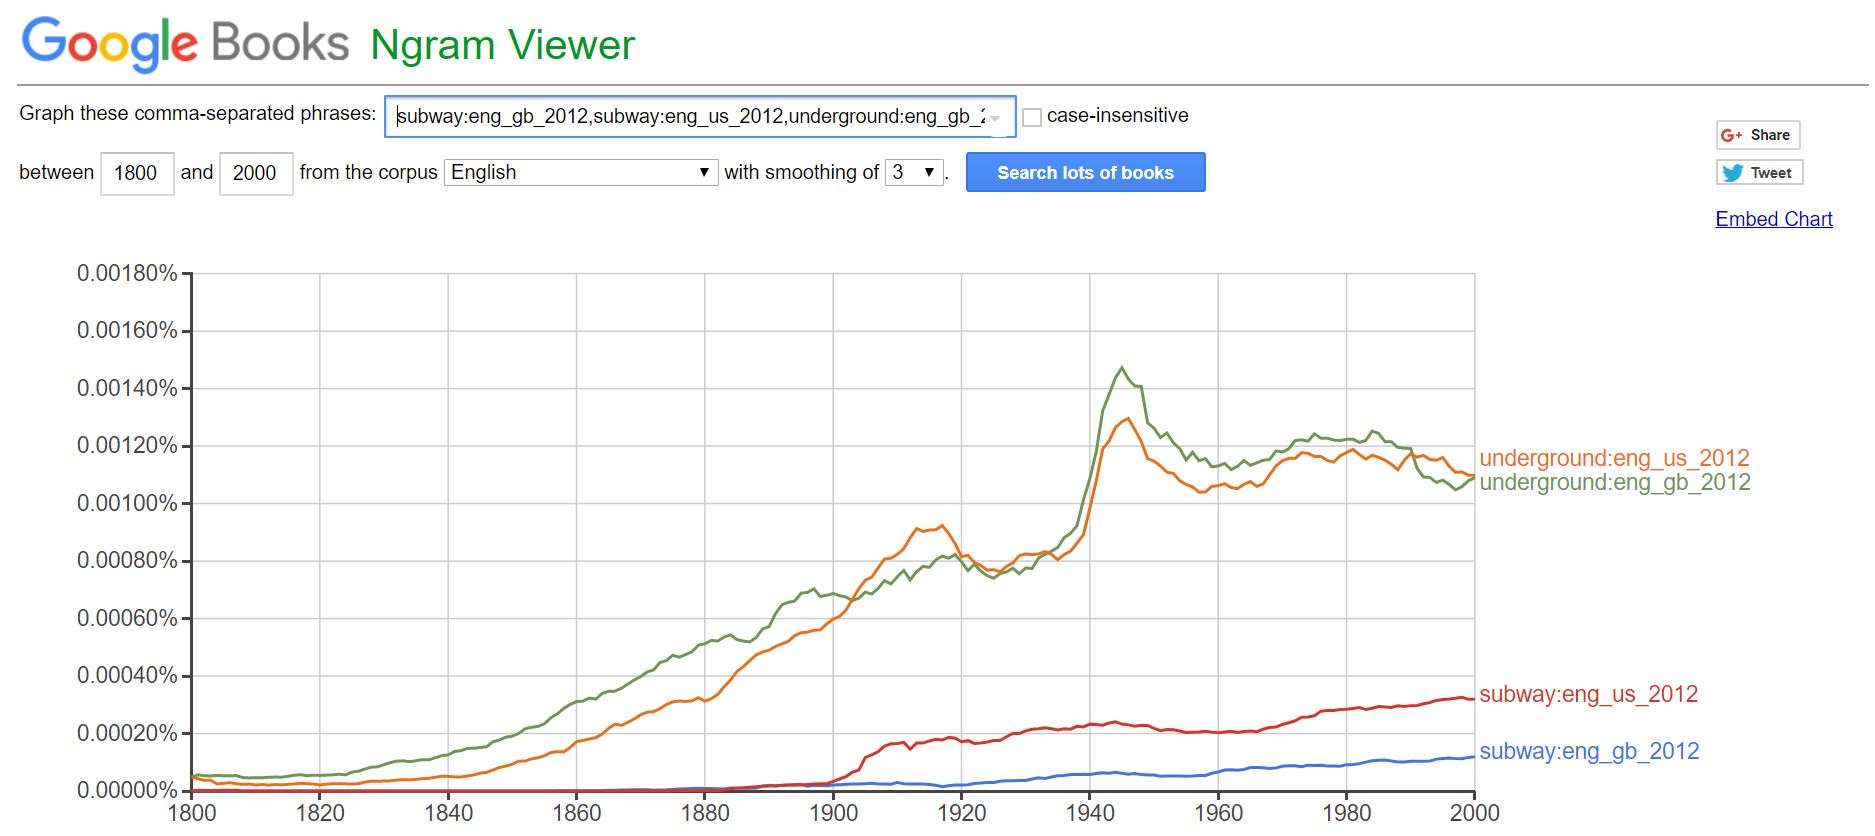 Google Books Ngram Viewer
Graph these comma-separated phrases: subway:eng_gb_2012,subway:eng_us_2012,underground:eng_gb_ case-insensitive
G+ Share
between 1800 and 2000 from the corpus English with smoothing of 3 . Search lots of books
Tweet
Embed Chart
0.00180%
0.00160%
0.00140%
0.00120%
underground:eng_us_2012
underground:eng_gb_2012
0.00100%
0.00080%
0.00060%
0.00040%
subway:eng_us_2012
0.00020%
subway:eng_gb_2012
0.00000%
1800 1820 1840 1860 1880 1900 1920 1940 1960 1980 2000